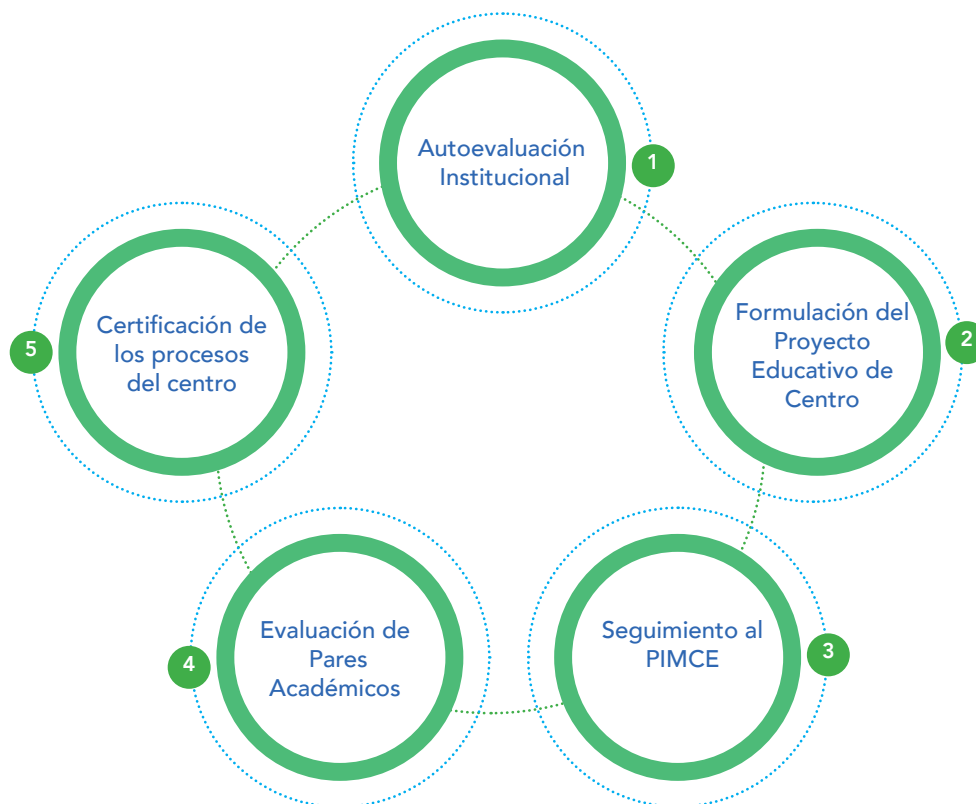 Autoevaluación
Institucional
1
Formulación del
Proyecto
Educativo de
Centro
2
Seguimiento al
PIMCE
3
Evaluación de
Pares
Académicos
4
Certificación de
los procesos
del centro
5